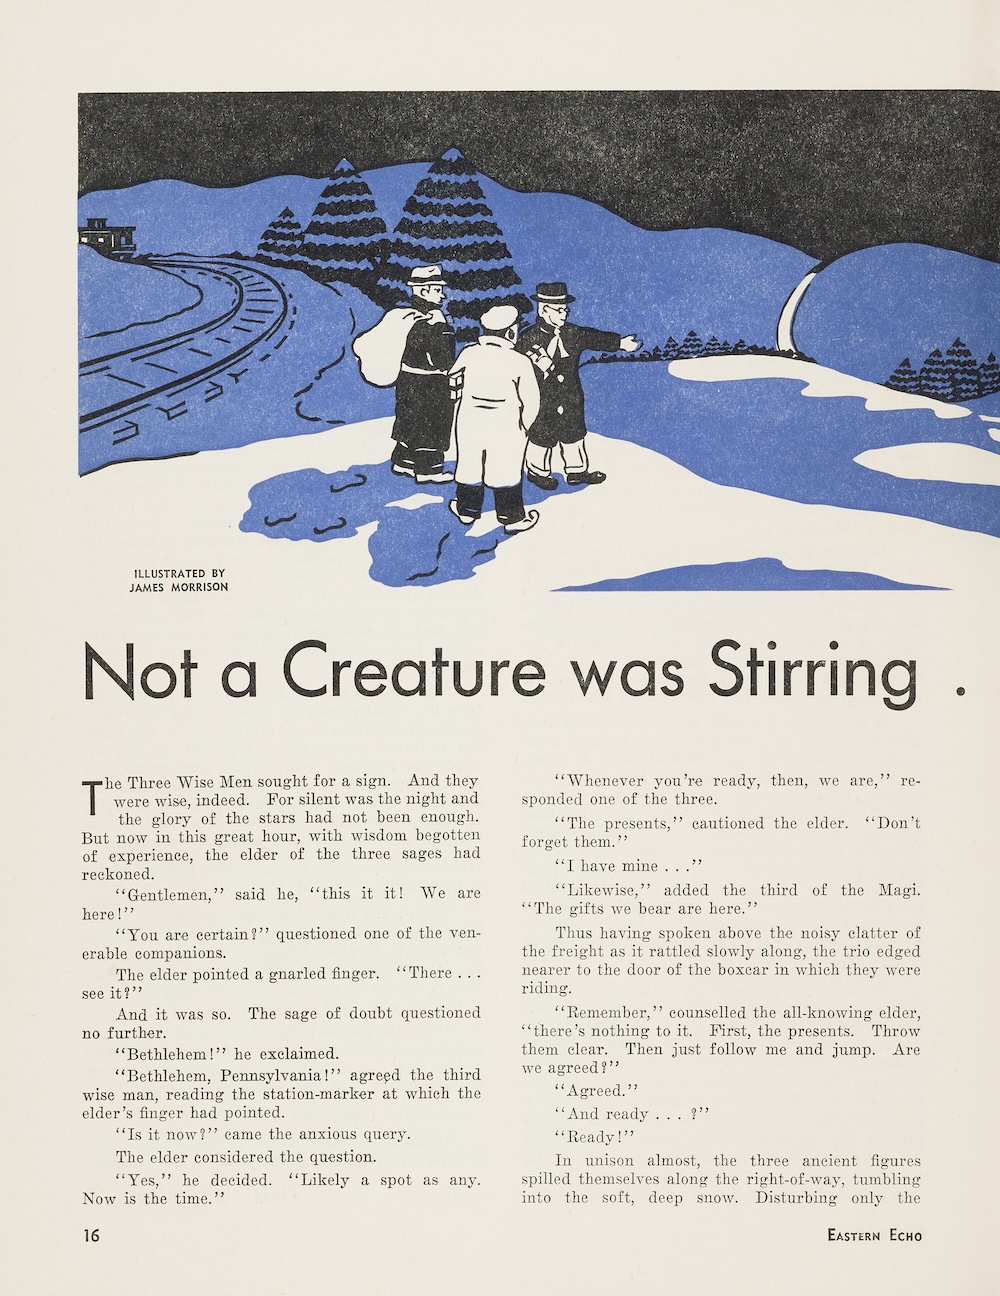 ILLUSTRATED BY
JAMES MORRISON
Not a Creature was Stirring .
The Three Wise Men sought for a sign. And they
were wise, indeed. For silent was the night and
the glory of the stars had not been enough.
But now in this great hour, with wisdom begotten
of experience, the elder of the three sages had
reckoned.
“Gentlemen,” said he, “this it it! We are
here!”
“You are certain?” questioned one of the ven-
erable companions.
The elder pointed a gnarled finger. “There . . .
see it?”
And it was so. The sage of doubt questioned
no further.
“Bethlehem!” he exclaimed.
“Bethlehem, Pennsylvania!” agreed the third
wise man, reading the station-marker at which the
elder’s finger had pointed.
“Is it now?” came the anxious query.
The elder considered the question.
“Yes,” he decided. “Likely a spot as any.
Now is the time.”
“Whenever you’re ready, then, we are,” re-
sponded one of the three.
“The presents,” cautioned the elder. “Don’t
forget them.”
“I have mine . . .”
“Likewise,” added the third of the Magi.
“The gifts we bear are here.”
Thus having spoken above the noisy clatter of
the freight as it rattled slowly along, the trio edged
nearer to the door of the boxcar in which they were
riding.
“Remember,” counselled the all-knowing elder,
“there’s nothing to it. First, the presents. Throw
them clear. Then just follow me and jump. Are
we agreed?”
“Agreed.”
“And ready . . . ?”
“Ready!”
In unison almost, the three ancient figures
spilled themselves along the right-of-way, tumbling
into the soft, deep snow. Disturbing only the
16
EASTERN ECHO